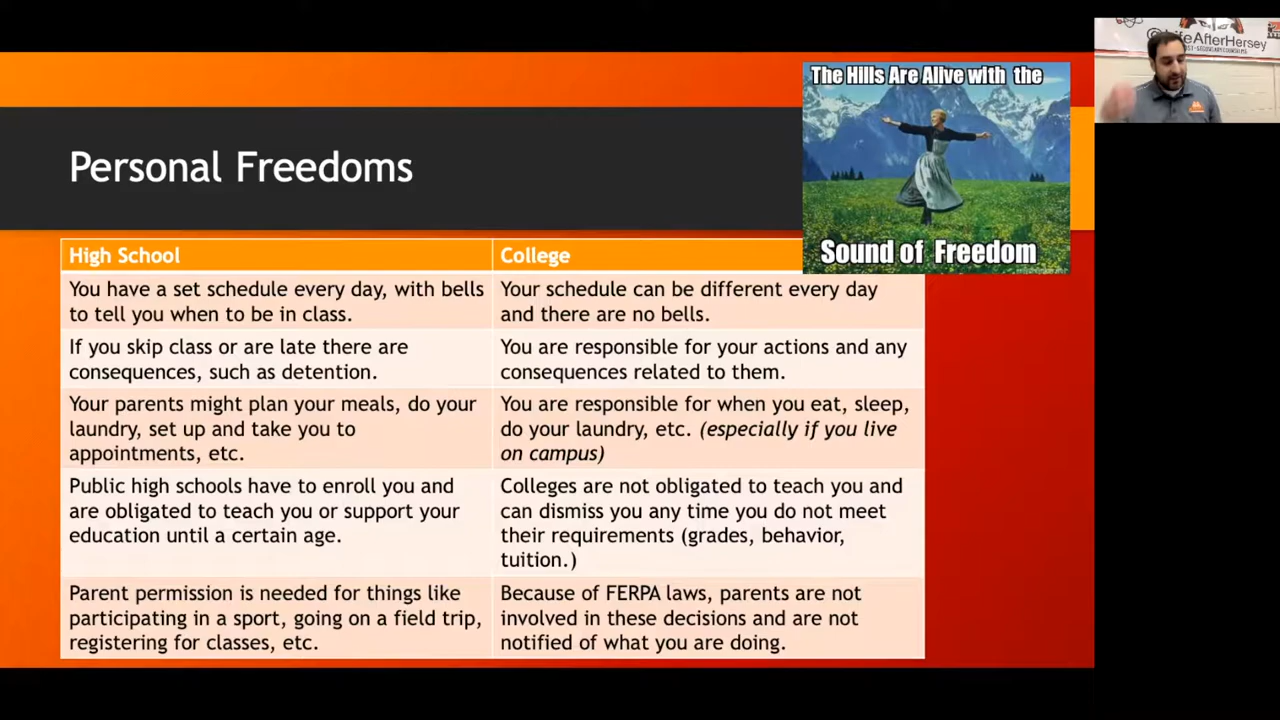 @LifeAfterHersey
The Hills Are Alive with the
Sound of Freedom
Personal Freedoms
High School
College
You have a set schedule every day, with bells
to tell you when to be in class.
Your schedule can be different every day
and there are no bells.
If you skip class or are late there are
consequences, such as detention.
You are responsible for your actions and any
consequences related to them.
Your parents might plan your meals, do your
laundry, set up and take you to
appointments, etc.
You are responsible for when you eat, sleep,
do your laundry, etc. (especially if you live
on campus)
Public high schools have to enroll you and
are obligated to teach you or support your
education until a certain age.
Colleges are not obligated to teach you and
can dismiss you any time you do not meet
their requirements (grades, behavior,
tuition.)
Parent permission is needed for things like
participating in a sport, going on a field trip,
registering for classes, etc.
Because of FERPA laws, parents are not
involved in these decisions and are not
notified of what you are doing.